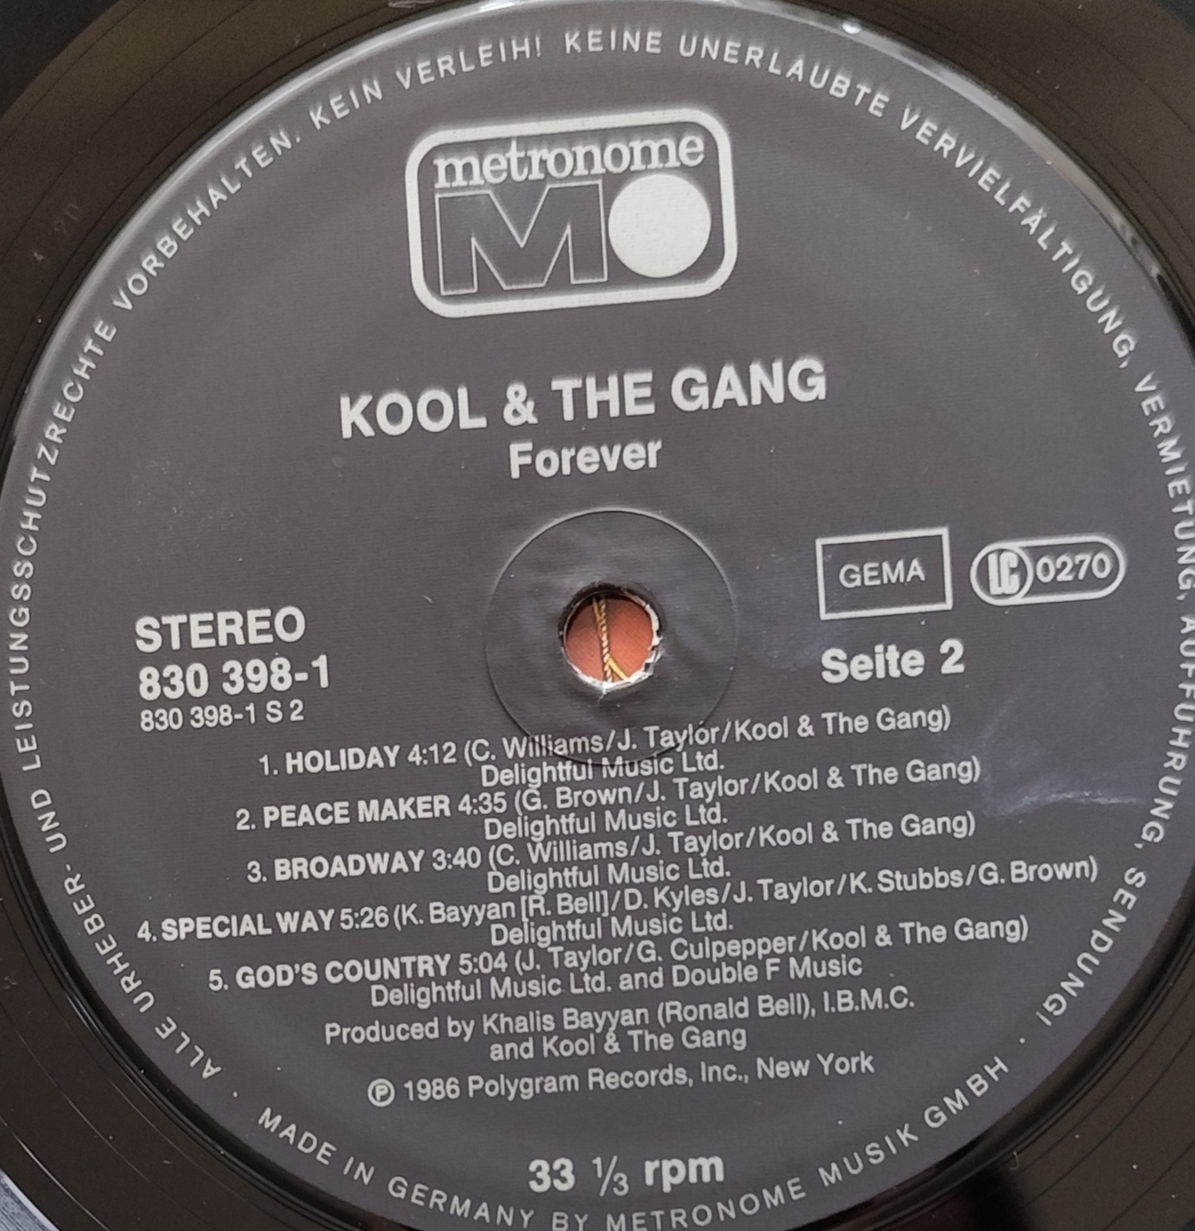 ALLE URHEBER- UND LEISTUNGSSCHUTZRECHTE VORBEHALTEN. KEIN VERLEIH! KEINE UNERLAUBTE VERVIELFÄLTIGUNG, VERMIETUNG, AUFFÜHRUNG, SENDUNG!
metronome
MO
KOOL & THE GANG
Forever
GEMA
LC 0270
STEREO
830 398-1
830 398-1 S 2
Seite 2
1. HOLIDAY 4:12 (C. Williams/J. Taylor/Kool & The Gang)
Delightful Music Ltd.
2. PEACE MAKER 4:35 (G. Brown/J. Taylor/Kool & The Gang)
Delightful Music Ltd.
3. BROADWAY 3:40 (C. Williams/J. Taylor/Kool & The Gang)
Delightful Music Ltd.
4. SPECIAL WAY 5:26 (K. Bayyan [R. Bell]/D. Kyles/J. Taylor/K. Stubbs/G. Brown)
Delightful Music Ltd.
5. GOD'S COUNTRY 5:04 (J. Taylor/G. Culpepper/Kool & The Gang)
Delightful Music Ltd. and Double F Music
Produced by Khalis Bayyan (Ronald Bell), I.B.M.C.
and Kool & The Gang
℗ 1986 Polygram Records, Inc., New York
33 1/3 rpm
· MADE IN GERMANY BY METRONOME MUSIK GMBH ·